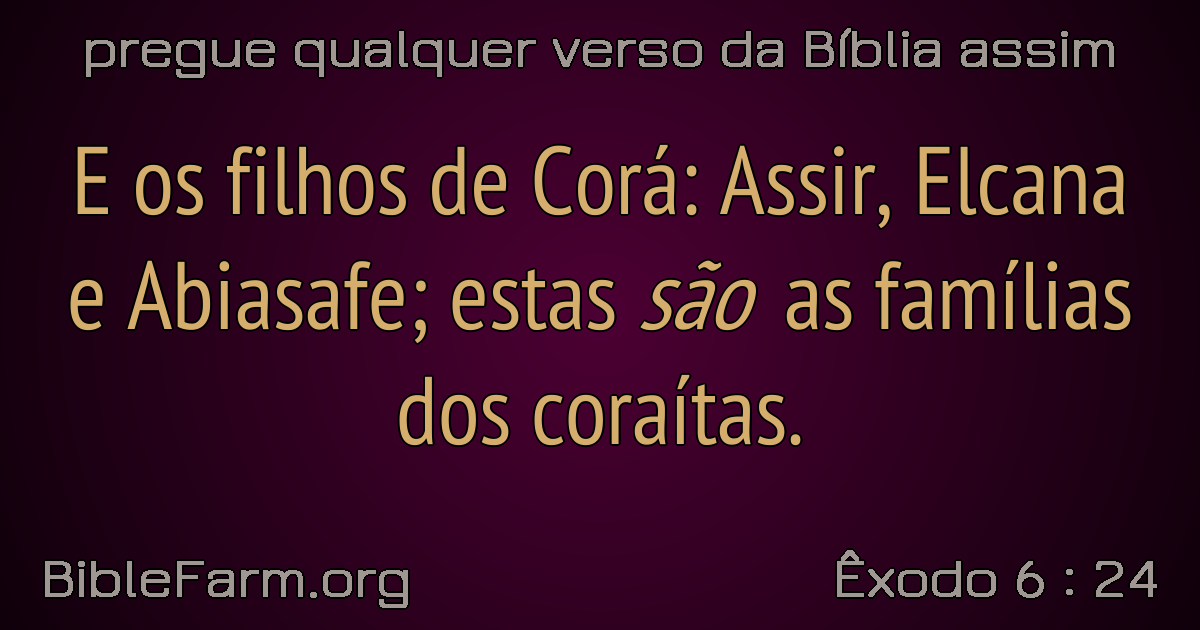 pregue qualquer verso da Bíblia assim
E os filhos de Corá: Assir, Elcana
e Abiasafe; estas são as famílias
dos coraítas.
BibleFarm.org
Êxodo 6 : 24